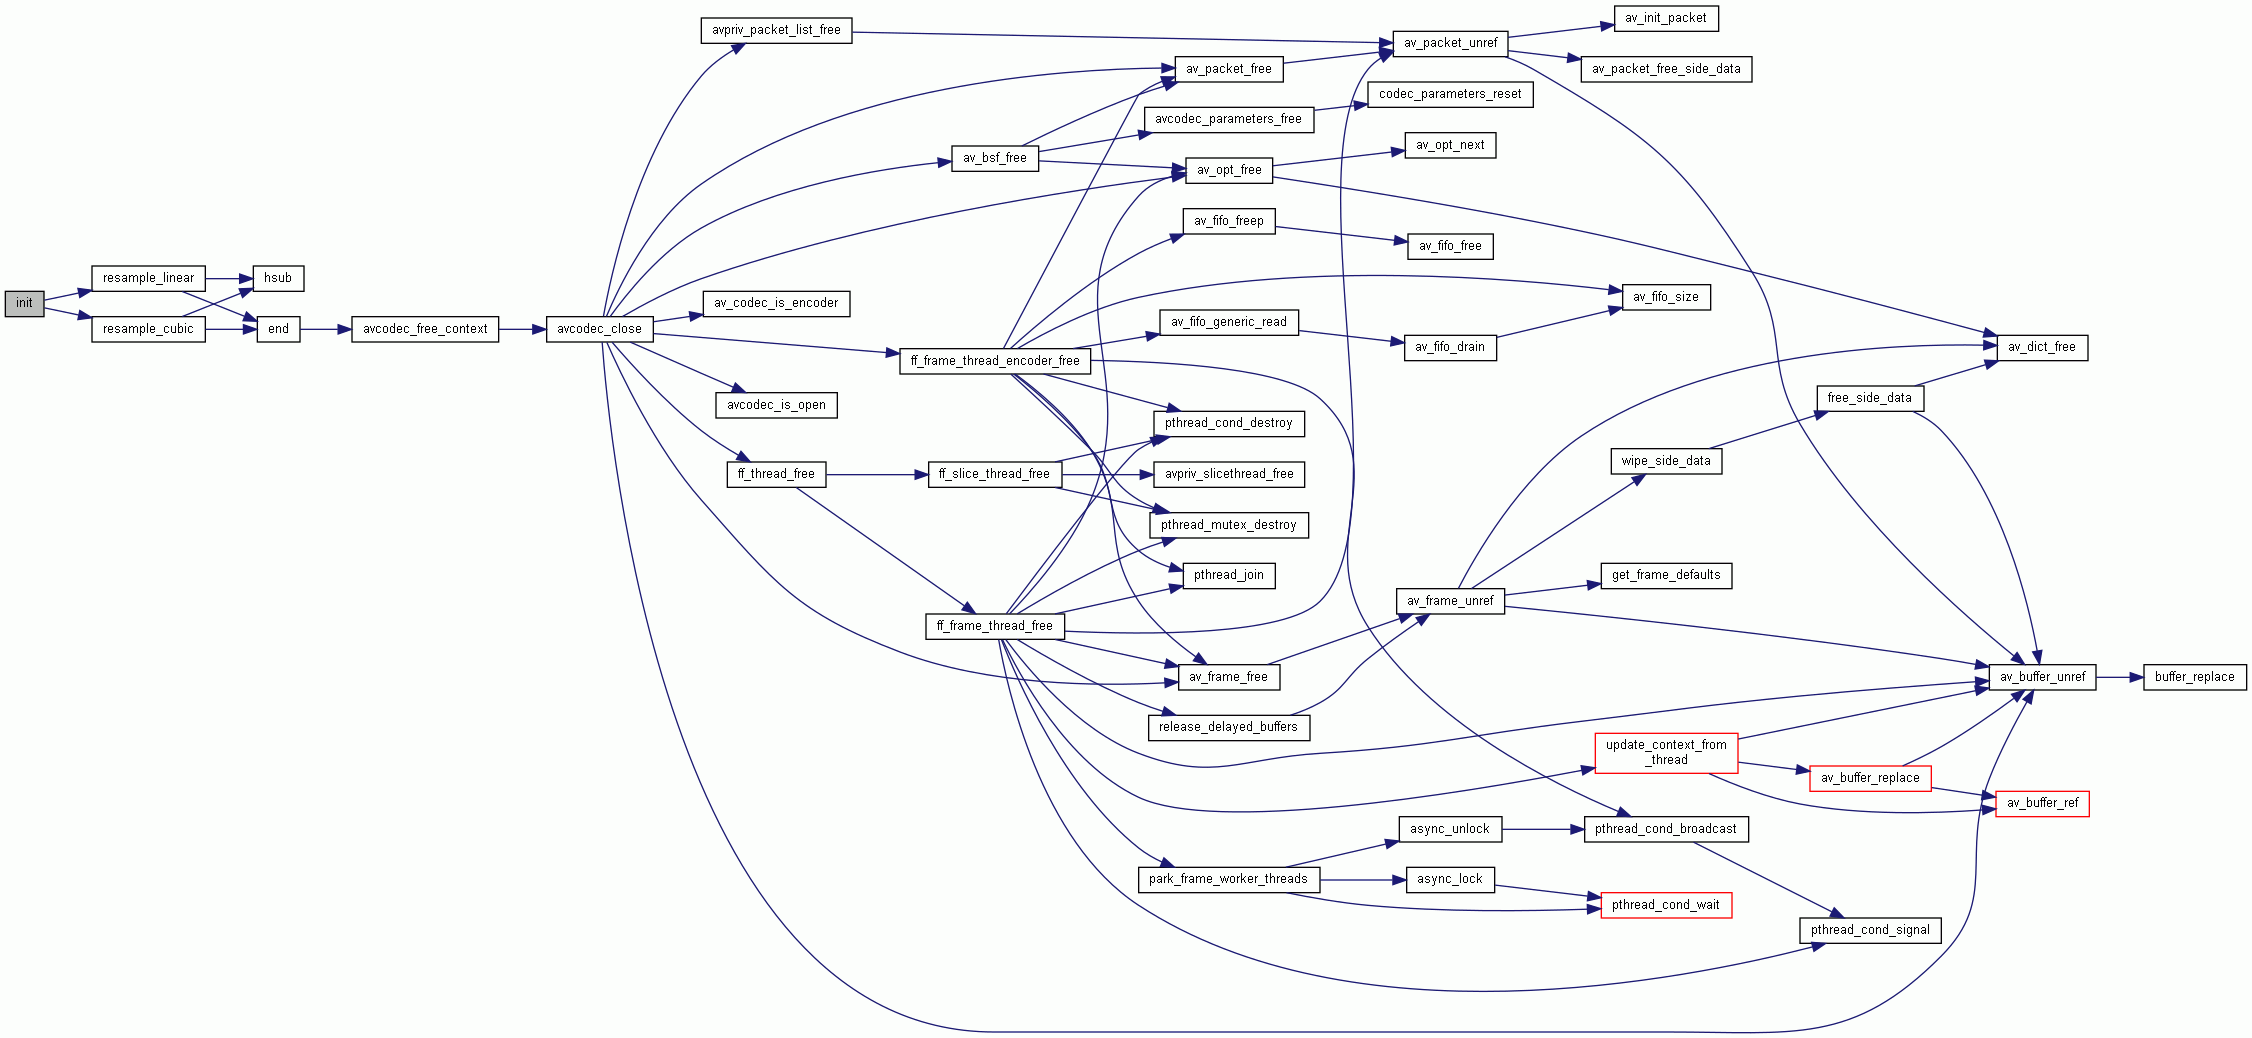 init
resample_linear
resample_cubic
hsub
end
avcodec_free_context
avcodec_close
avpriv_packet_list_free
av_codec_is_encoder
avcodec_is_open
ff_thread_free
av_bsf_free
ff_frame_thread_encoder_free
ff_slice_thread_free
ff_frame_thread_free
av_packet_free
avcodec_parameters_free
av_opt_free
av_fifo_freep
av_fifo_generic_read
pthread_cond_destroy
avpriv_slicethread_free
pthread_mutex_destroy
pthread_join
av_frame_free
release_delayed_buffers
park_frame_worker_threads
av_packet_unref
codec_parameters_reset
av_opt_next
av_fifo_free
av_fifo_drain
av_frame_unref
async_unlock
async_lock
av_init_packet
av_packet_free_side_data
av_fifo_size
wipe_side_data
get_frame_defaults
update_context_from
_thread
pthread_cond_broadcast
pthread_cond_wait
free_side_data
av_buffer_replace
pthread_cond_signal
av_dict_free
av_buffer_unref
av_buffer_ref
buffer_replace